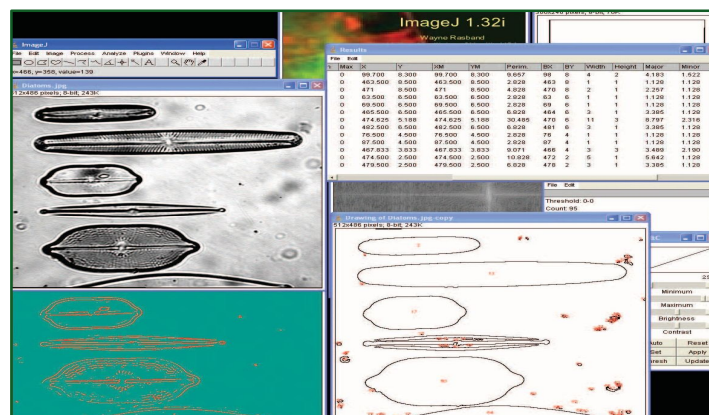 300x246 pixels, 8-bit, 16K
ImageJ 1.32i
Wayne Rasband
ImageJ
File Edit Image Process Analyze Plugins Window Help
x=466, y=358, value=139
Results
File Edit
Max X Y XM YM Perim. BX BY Width Height Major Minor
0 99.700 8.300 99.700 8.300 9.657 98 8 4 2 4.183 1.522
0 463.500 8.500 463.500 8.500 2.828 463 8 1 1 1.128 1.128
0 471 8.500 471 8.500 4.828 470 8 2 1 2.257 1.128
0 63.500 6.500 63.500 6.500 2.828 63 6 1 1 1.128 1.128
0 69.500 6.500 69.500 6.500 2.828 69 6 1 1 1.128 1.128
0 465.500 6.500 465.500 6.500 6.828 464 6 3 1 3.385 1.128
0 474.625 5.188 474.625 5.188 30.485 470 6 11 3 8.797 2.316
0 482.500 6.500 482.500 6.500 6.828 481 6 3 1 3.385 1.128
0 76.500 4.500 76.500 4.500 2.828 76 4 1 1 1.128 1.128
0 87.500 4.500 87.500 4.500 2.828 87 4 1 1 1.128 1.128
0 467.833 3.833 467.833 3.833 9.071 466 4 3 3 3.489 2.190
0 474.500 2.500 474.500 2.500 10.828 472 2 5 1 5.642 1.128
0 479.500 2.500 479.500 2.500 6.828 478 2 3 1 3.385 1.128
Diatoms.jpg
512x486 pixels; 8-bit; 243K
File Edit
Threshold: 0-0
Count: 95
Drawing of Diatoms.jpg-copy
512x486 pixels; 8-bit; 243K
Minimum
Maximum
Brightness
Contrast
Auto Reset
Set Apply
Thresh Update